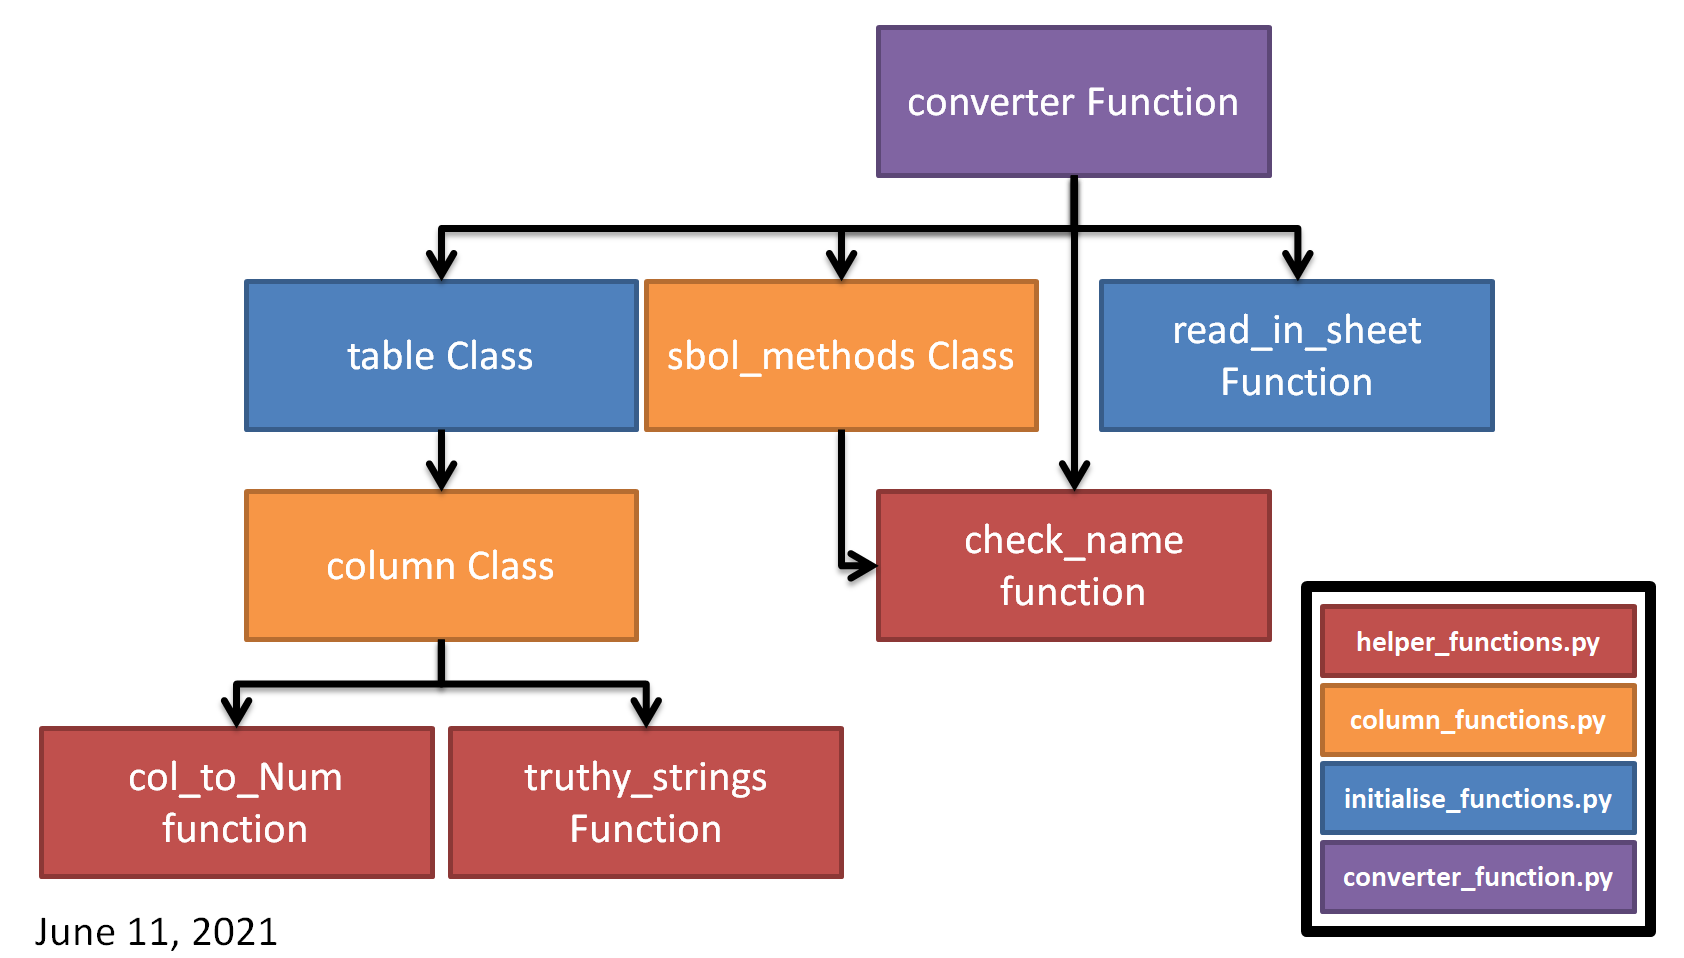 converter Function
table Class
sbol_methods Class
read_in_sheet
Function
column Class
check_name
function
col_to_Num
function
truthy_strings
Function
helper_functions.py
column_functions.py
initialise_functions.py
converter_function.py
June 11, 2021